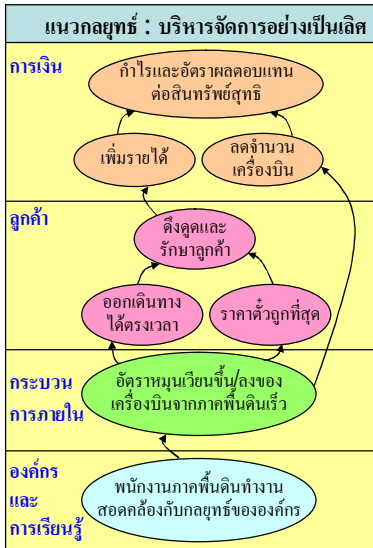 แนวกลยุทธ์ : บริหารจัดการอย่างเป็นเลิศ
การเงิน
กำไรและอัตราผลตอบแทน
ต่อสินทรัพย์สุทธิ
เพิ่มรายได้
ลดจำนวน
เครื่องบิน
ลูกค้า
ดึงดูดและ
รักษาลูกค้า
ออกเดินทาง
ได้ตรงเวลา
ราคาตั๋วถูกที่สุด
กระบวน
การภายใน
อัตราหมุนเวียนขึ้น/ลงของ
เครื่องบินจากภาคพื้นดินเร็ว
องค์กร
และ
การเรียนรู้
พนักงานภาคพื้นดินทำงาน
สอดคล้องกับกลยุทธ์ขององค์กร